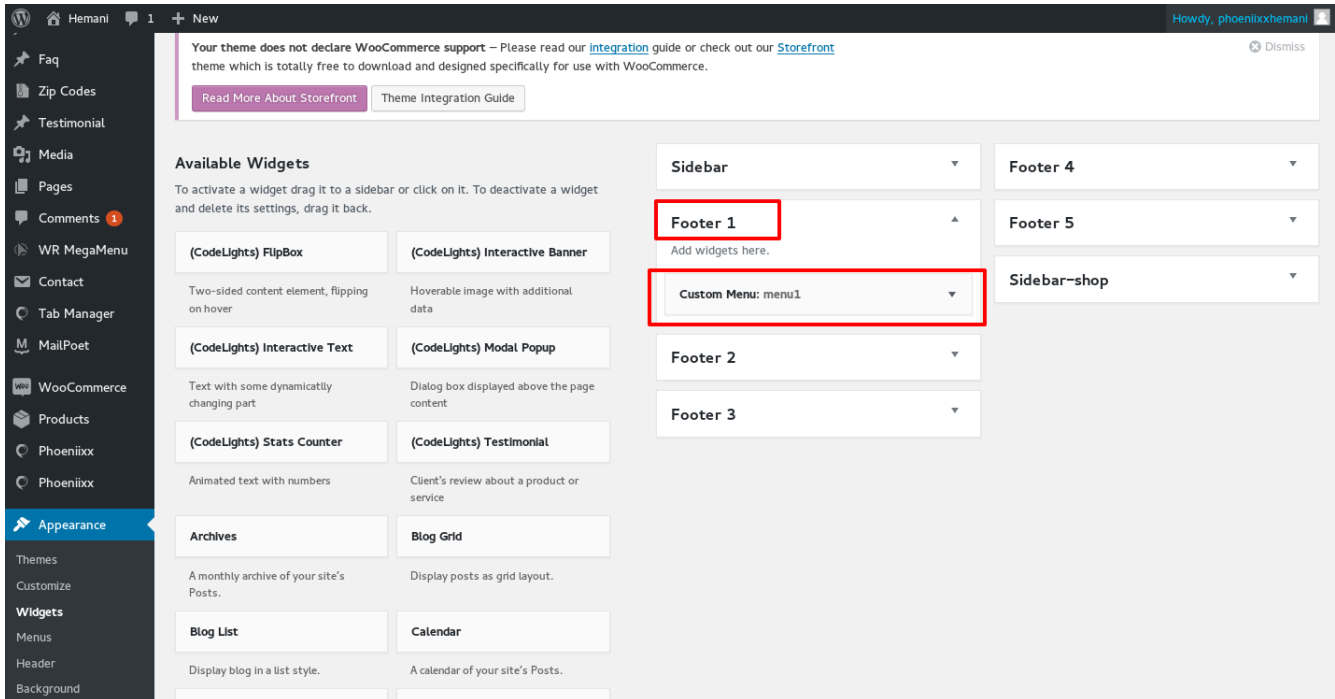 Hemani
1
+ New
Howdy, phoeniixxhemani
Faq
Zip Codes
Testimonial
Media
Pages
Comments 1
WR MegaMenu
Contact
Tab Manager
MailPoet
WooCommerce
Products
Phoeniixx
Phoeniixx
Appearance
Themes
Customize
Widgets
Menus
Header
Background
Your theme does not declare WooCommerce support – Please read our integration guide or check out our Storefront
theme which is totally free to download and designed specifically for use with WooCommerce.
Dismiss
Read More About Storefront
Theme Integration Guide
Available Widgets
To activate a widget drag it to a sidebar or click on it. To deactivate a widget
and delete its settings, drag it back.
(CodeLights) FlipBox
Two-sided content element, flipping
on hover
(CodeLights) Interactive Banner
Hoverable image with additional
data
(CodeLights) Interactive Text
Text with some dynamicatlly
changing part
(CodeLights) Modal Popup
Dialog box displayed above the page
content
(CodeLights) Stats Counter
Animated text with numbers
(CodeLights) Testimonial
Client's review about a product or
service
Archives
A monthly archive of your site's
Posts.
Blog Grid
Display posts as grid layout.
Blog List
Display blog in a list style.
Calendar
A calendar of your site's Posts.
Sidebar
Footer 1
Add widgets here.
Custom Menu: menu1
Footer 2
Footer 3
Footer 4
Footer 5
Sidebar-shop